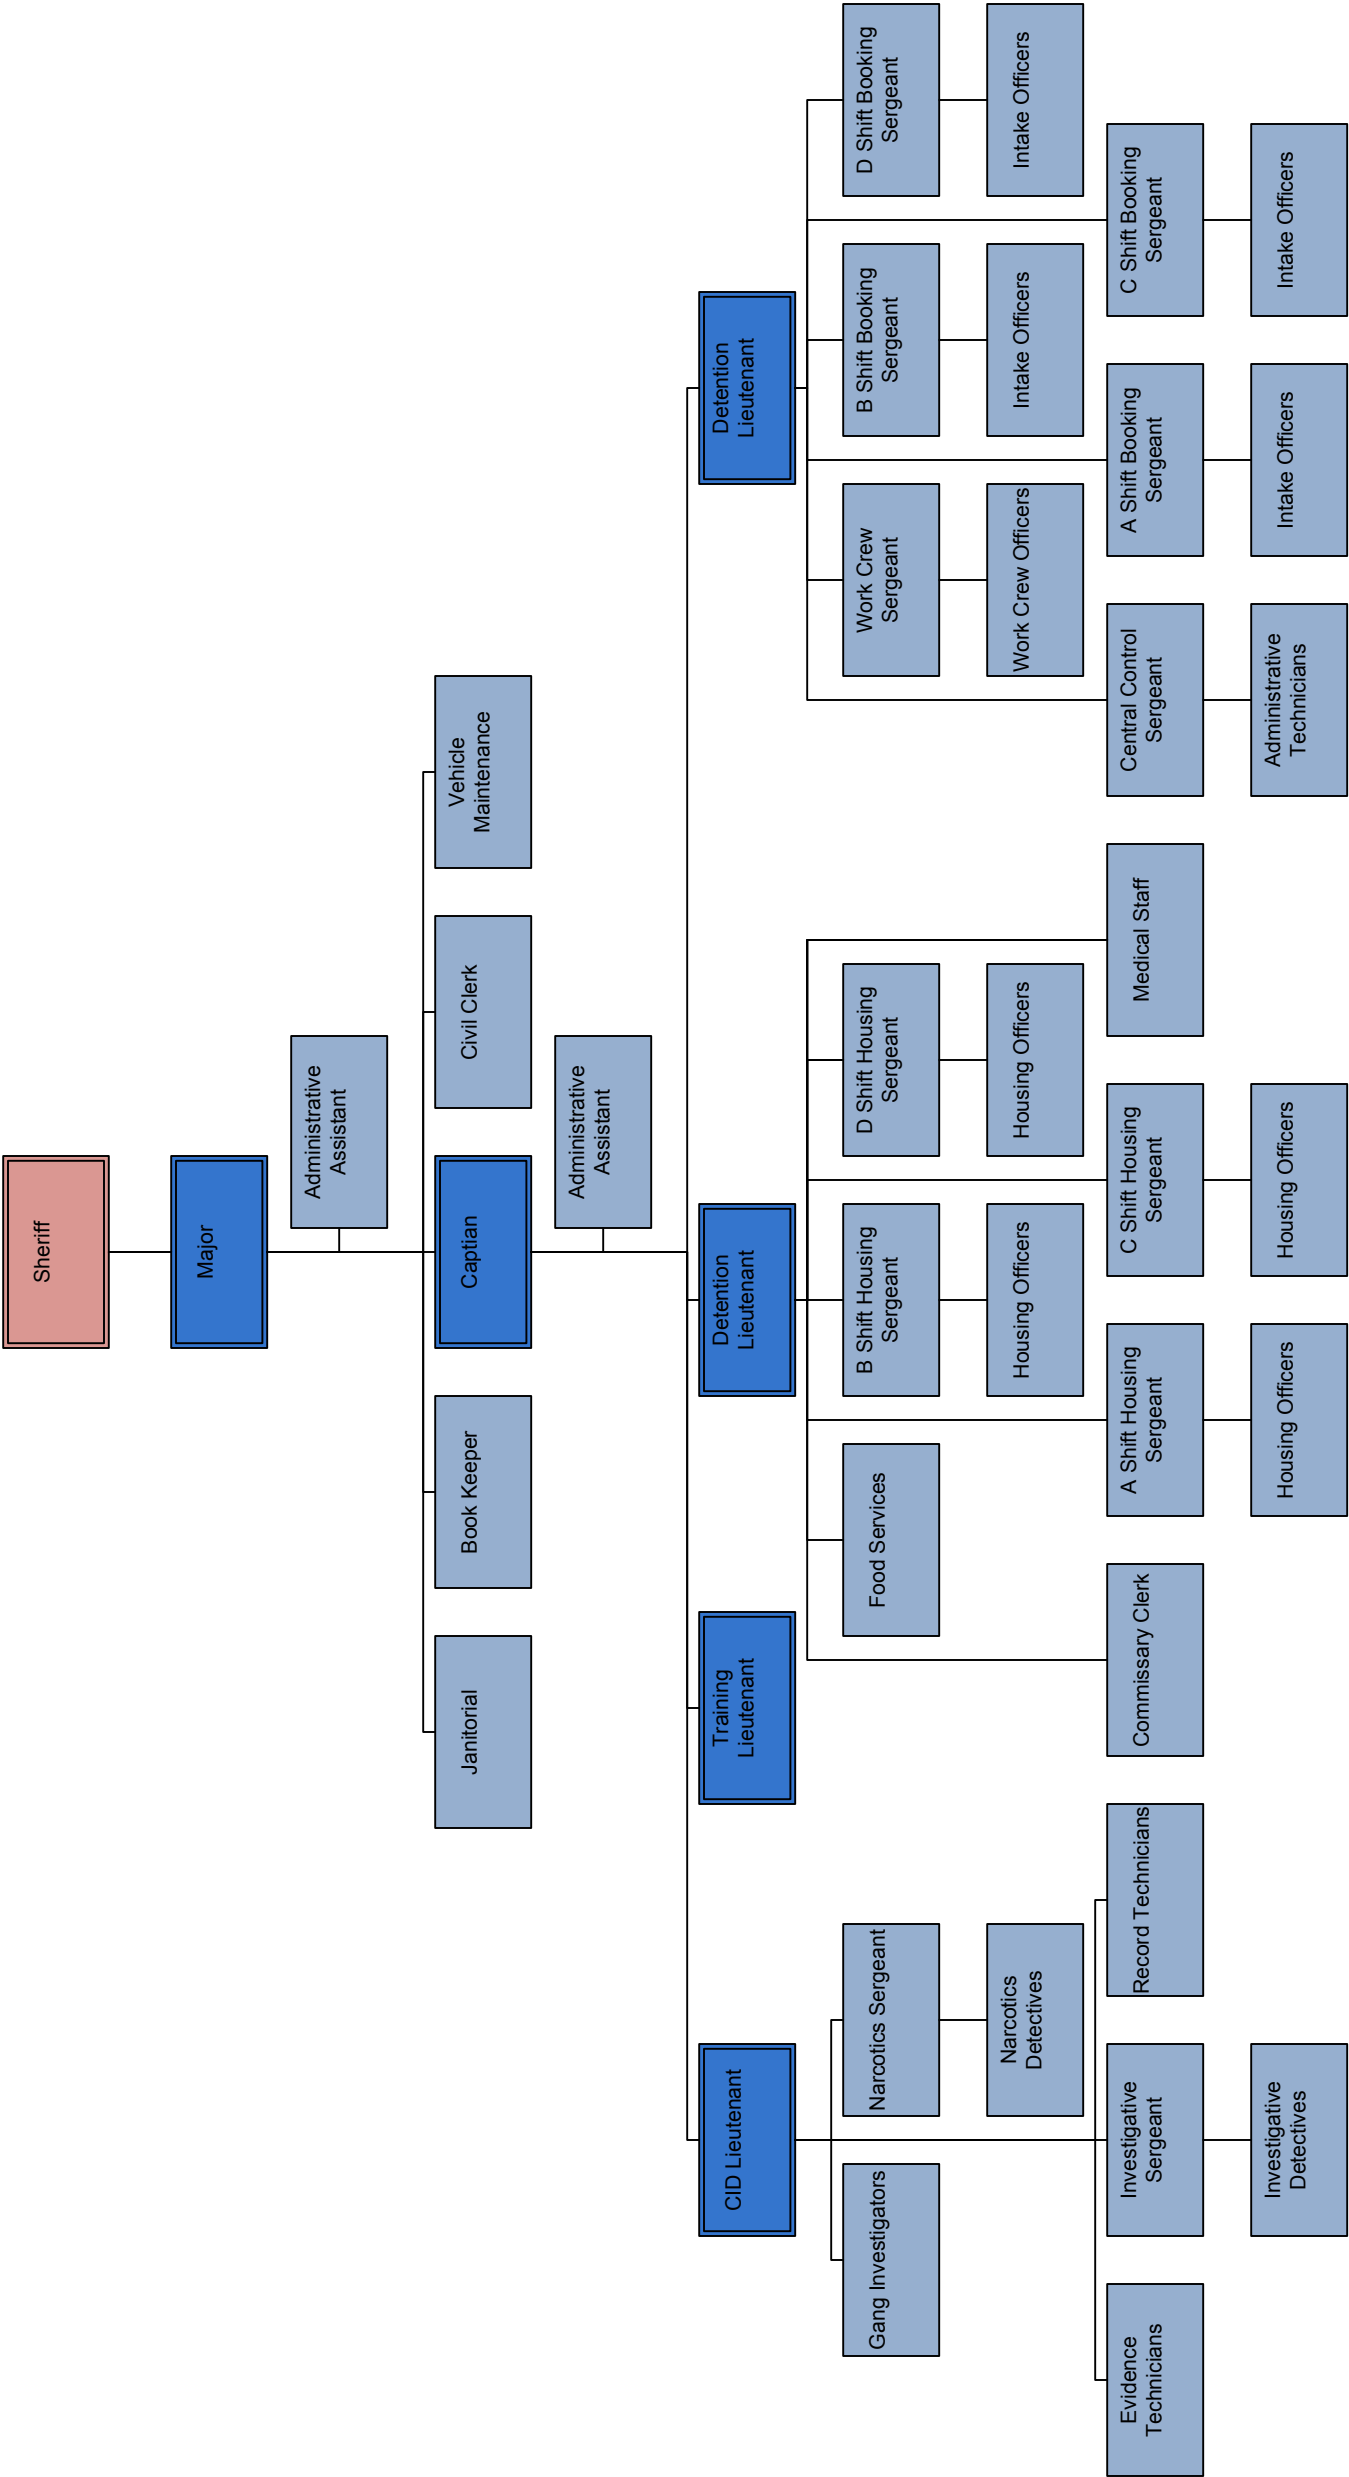 Sheriff
Major
Administrative
Assistant
Janitorial
Book Keeper
Captian
Civil Clerk
Vehicle
Maintenance
Administrative
Assistant
CID Lieutenant
Training
Lieutenant
Detention
Lieutenant
Detention
Lieutenant
Gang Investigators
Narcotics Sergeant
Food Services
B Shift Housing
Sergeant
D Shift Housing
Sergeant
Work Crew
Sergeant
B Shift Booking
Sergeant
D Shift Booking
Sergeant
Narcotics
Detectives
Housing Officers
Housing Officers
Work Crew Officers
Intake Officers
Intake Officers
Evidence
Technicians
Investigative
Sergeant
Record Technicians
Commissary Clerk
A Shift Housing
Sergeant
C Shift Housing
Sergeant
Medical Staff
Central Control
Sergeant
A Shift Booking
Sergeant
C Shift Booking
Sergeant
Investigative
Detectives
Housing Officers
Housing Officers
Administrative
Technicians
Intake Officers
Intake Officers